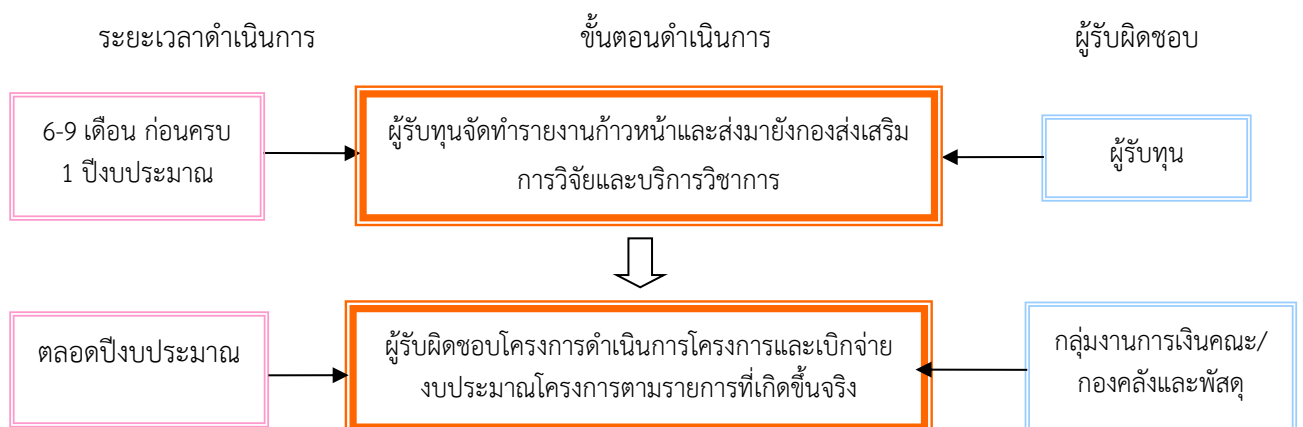 ระยะเวลาดำเนินการ
ขั้นตอนดำเนินการ
ผู้รับผิดชอบ
6-9 เดือน ก่อนครบ
1 ปีงบประมาณ
ผู้รับทุนจัดทำรายงานก้าวหน้าและส่งมายังกองส่งเสริม
การวิจัยและบริการวิชาการ
ผู้รับทุน
ตลอดปีงบประมาณ
ผู้รับผิดชอบโครงการดำเนินการโครงการและเบิกจ่าย
งบประมาณโครงการตามรายการที่เกิดขึ้นจริง
กลุ่มงานการเงินคณะ/
กองคลังและพัสดุ